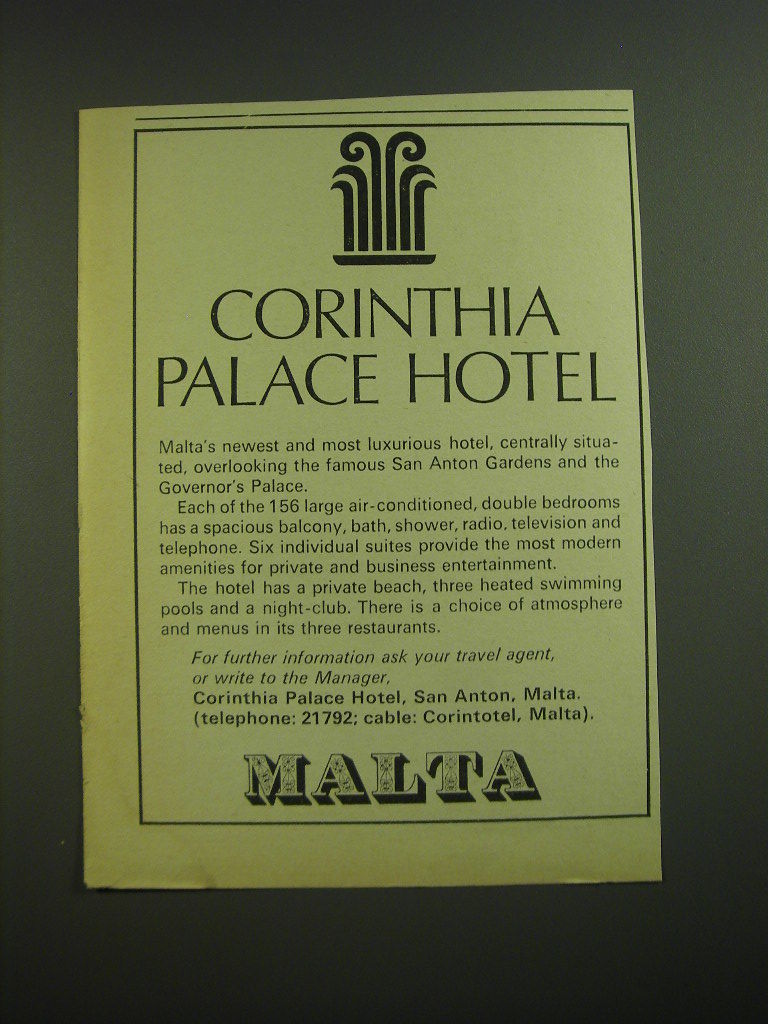 CORINTHIA
PALACE HOTEL
Malta's newest and most luxurious hotel, centrally situa-
ted, overlooking the famous San Anton Gardens and the
Governor's Palace.
Each of the 156 large air-conditioned, double bedrooms
has a spacious balcony, bath, shower, radio, television and
telephone. Six individual suites provide the most modern
amenities for private and business entertainment.
The hotel has a private beach, three heated swimming
pools and a night-club. There is a choice of atmosphere
and menus in its three restaurants.
For further information ask your travel agent,
or write to the Manager,
Corinthia Palace Hotel, San Anton, Malta.
(telephone: 21792; cable: Corintotel, Malta).
MALTA